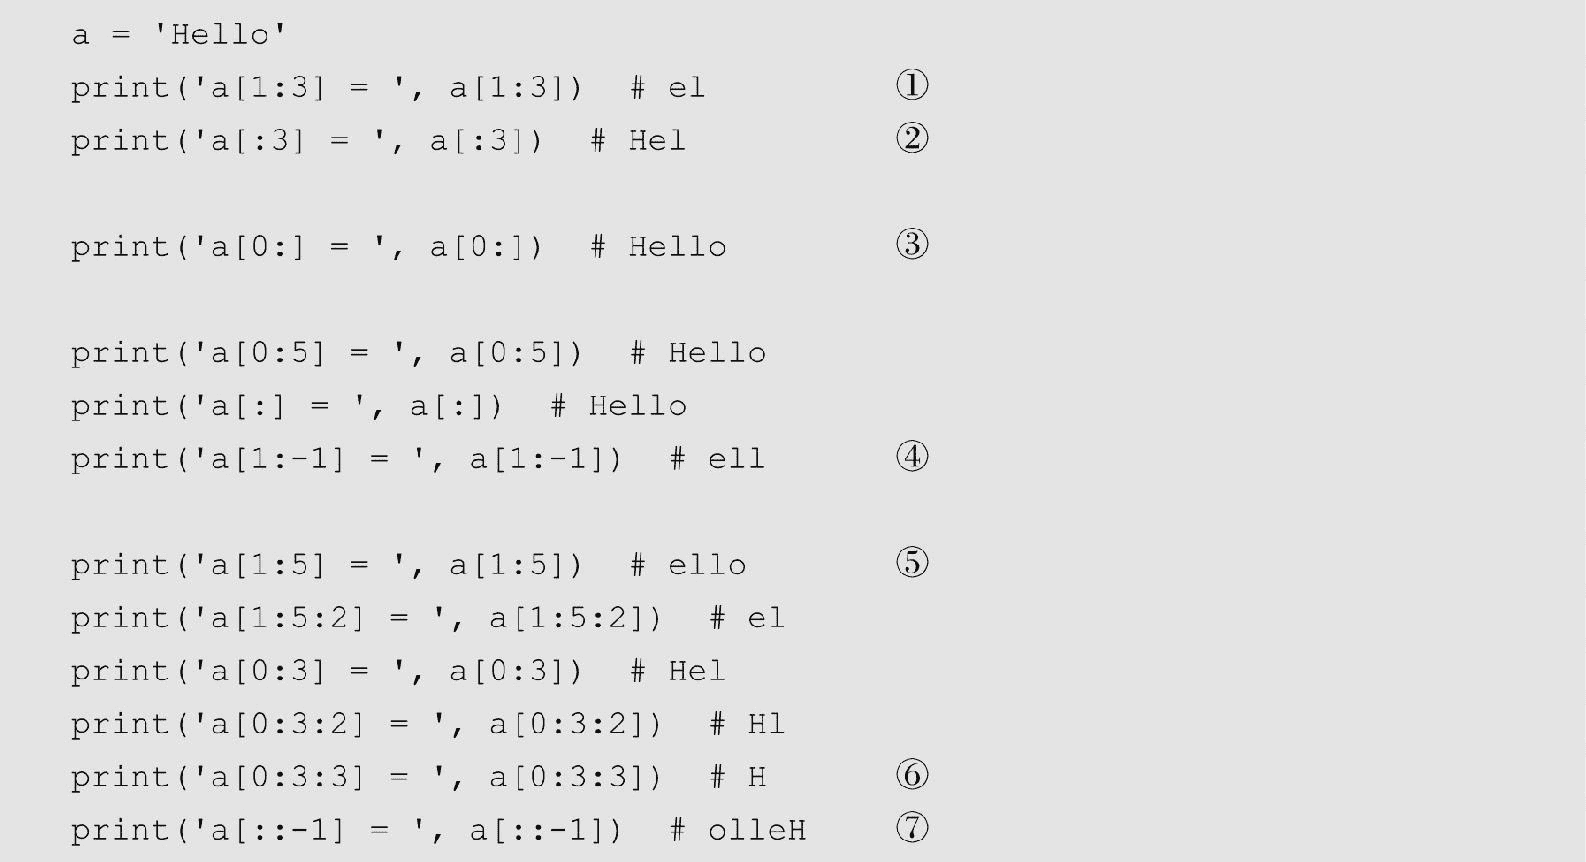 a = 'Hello'
print('a[1:3] = ', a[1:3])  # el ①
print('a[:3] = ', a[:3])  # Hel ②
print('a[0:] = ', a[0:])  # Hello ③
print('a[0:5] = ', a[0:5])  # Hello
print('a[:] = ', a[:])  # Hello
print('a[1:-1] = ', a[1:-1])  # ell ④
print('a[1:5] = ', a[1:5])  # ello ⑤
print('a[1:5:2] = ', a[1:5:2])  # el
print('a[0:3] = ', a[0:3])  # Hel
print('a[0:3:2] = ', a[0:3:2])  # Hl
print('a[0:3:3] = ', a[0:3:3])  # H ⑥
print('a[::-1] = ', a[::-1])  # olleH ⑦